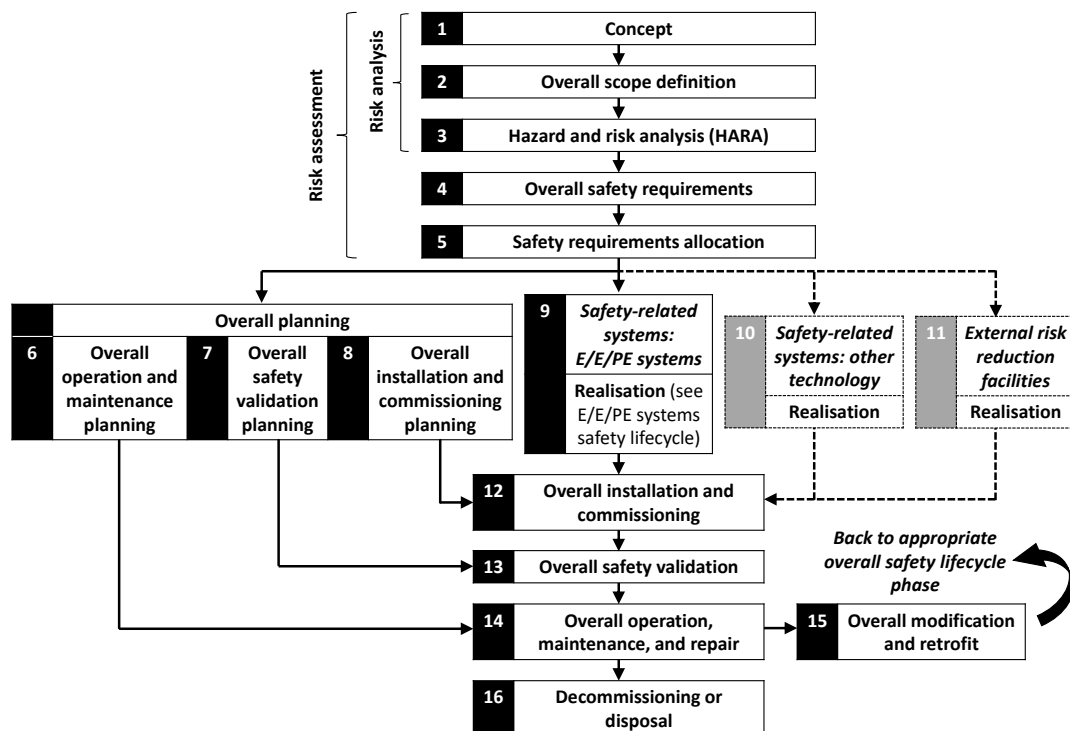 Risk assessment
Risk analysis
1 Concept
2 Overall scope definition
3 Hazard and risk analysis (HARA)
4 Overall safety requirements
5 Safety requirements allocation
Overall planning
6 Overall
operation and
maintenance
planning
7 Overall
safety
validation
planning
8 Overall
installation and
commissioning
planning
9 Safety-related
systems:
E/E/PE systems
Realisation (see
E/E/PE systems
safety lifecycle)
10 Safety-related
systems: other
technology
Realisation
11 External risk
reduction
facilities
Realisation
12 Overall installation and
commissioning
13 Overall safety validation
Back to appropriate
overall safety lifecycle
phase
14 Overall operation,
maintenance, and repair
15 Overall modification
and retrofit
16 Decommissioning or
disposal